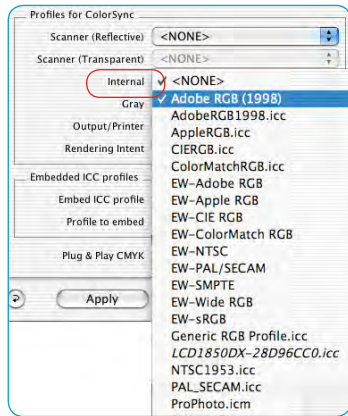 Profiles for ColorSync
Scanner (Reflective) <NONE>
Scanner (Transparent) <NONE>
Internal ✓ <NONE>
Gray ✓ Adobe RGB (1998)
AdobeRGB1998.icc
Output/Printer AppleRGB.icc
CIERGB.icc
Rendering Intent ColorMatchRGB.icc
Embedded ICC profiles EW-Adobe RGB
Embed ICC profile EW-Apple RGB
EW-CIE RGB
Profile to embed EW-ColorMatch RGB
EW-NTSC
Plug & Play CMYK EW-PAL/SECAM
EW-SMPTE
Apply EW-Wide RGB
EW-sRGB
Generic RGB Profile.icc
LCD1850DX-28D96CC0.icc
NTSC1953.icc
PAL_SECAM.icc
ProPhoto.icm